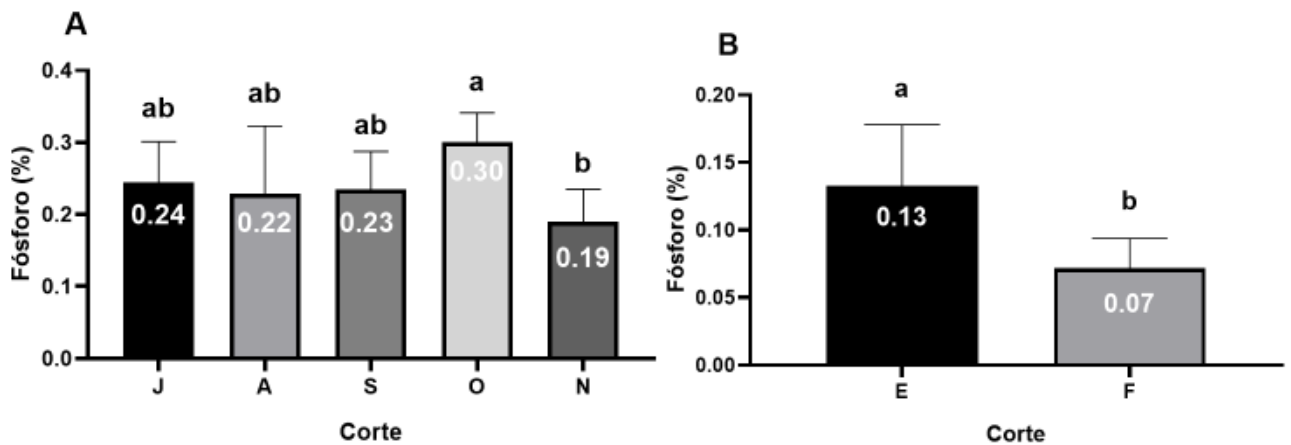 A
Fósforo (%)
0.4
0.3
0.2
0.1
0.0
ab
ab
ab
a
b
0.24
0.22
0.23
0.30
0.19
J A S O N
Corte
B
Fósforo (%)
0.20
0.15
0.10
0.05
0.00
a
b
0.13
0.07
E F
Corte